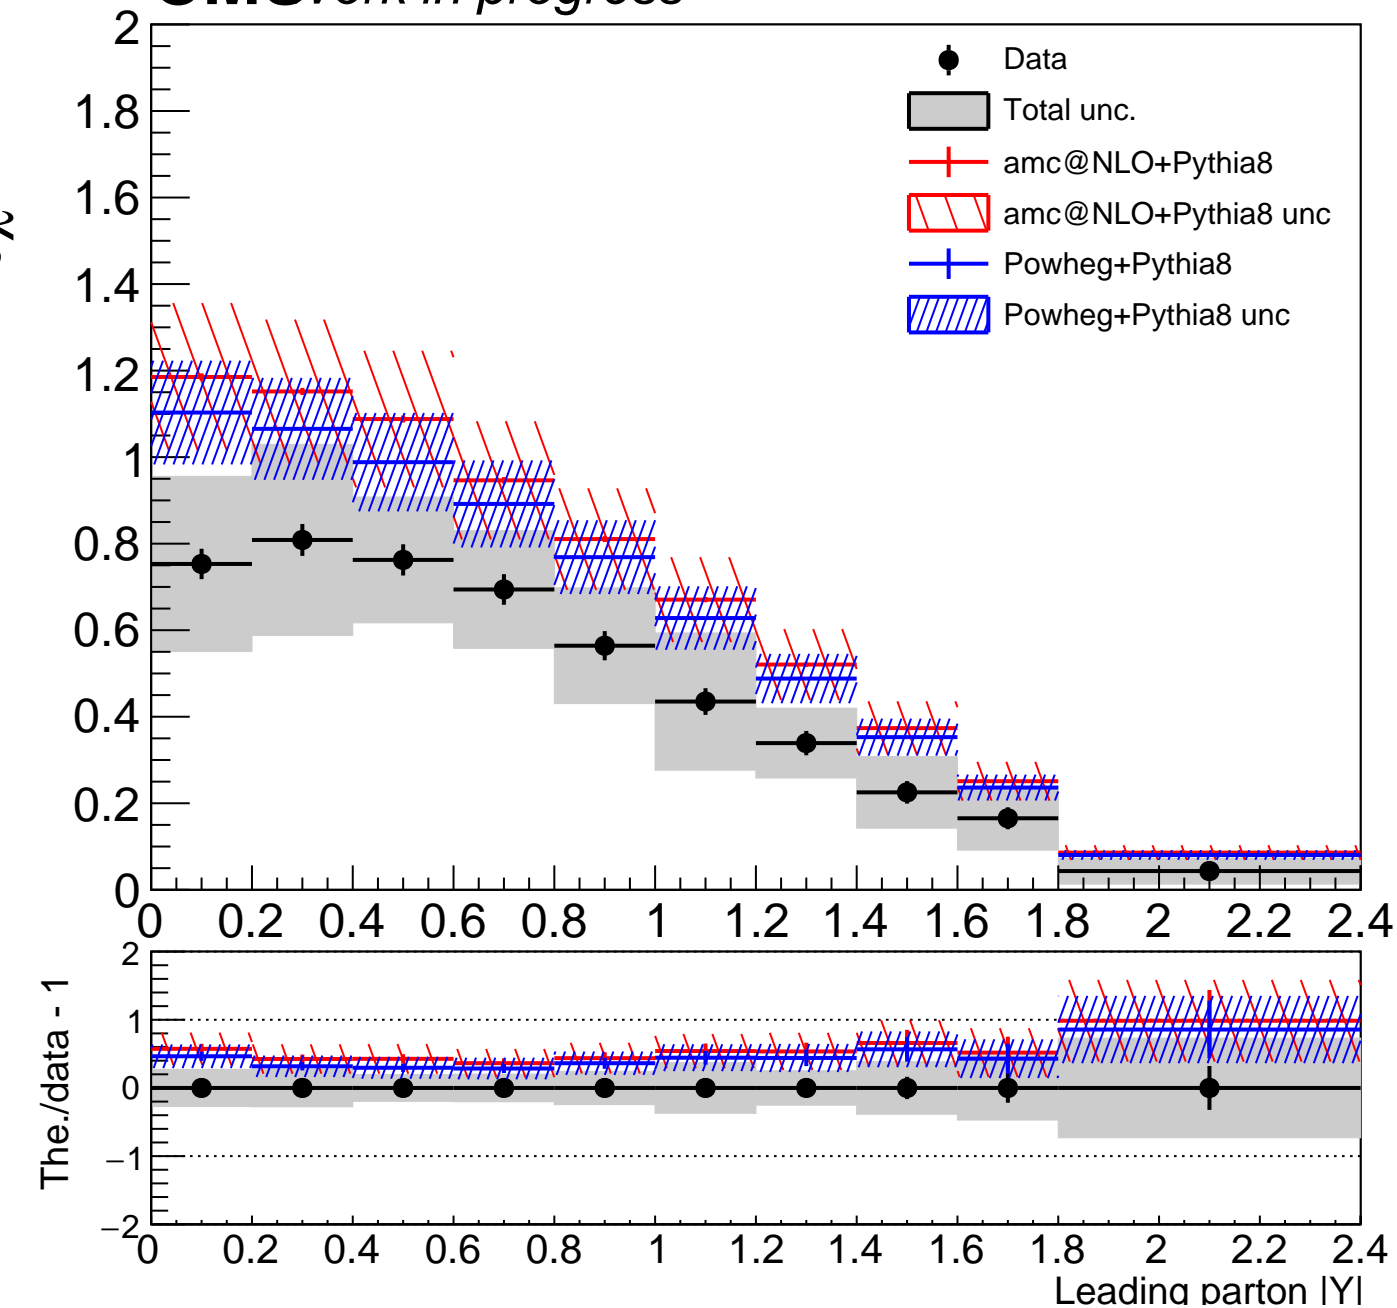 CMS work in progress
2
1.8
1.6
1.4
1.2
1
0.8
0.6
0.4
0.2
0
Data
Total unc.
amc@NLO+Pythia8
amc@NLO+Pythia8 unc
Powheg+Pythia8
Powheg+Pythia8 unc
0 0.2 0.4 0.6 0.8 1 1.2 1.4 1.6 1.8 2 2.2 2.4
The./data - 1
2
1
0
−1
−2
0 0.2 0.4 0.6 0.8 1 1.2 1.4 1.6 1.8 2 2.2 2.4
Leading parton |Y|